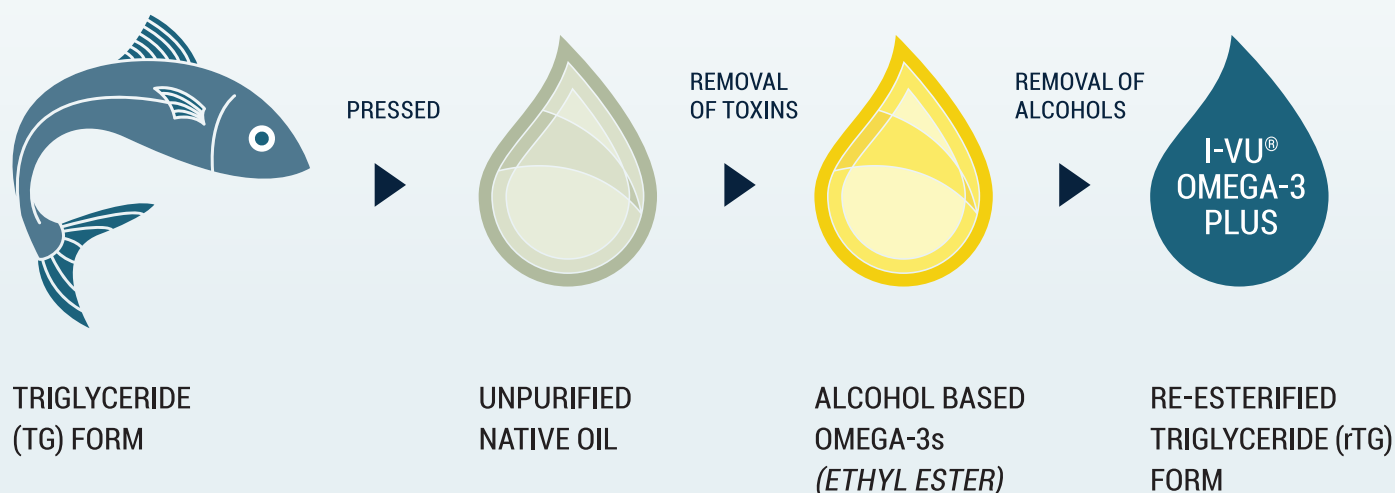 PRESSED
REMOVAL
OF TOXINS
REMOVAL OF
ALCOHOLS
I-VU®
OMEGA-3
PLUS
TRIGLYCERIDE
(TG) FORM
UNPURIFIED
NATIVE OIL
ALCOHOL BASED
OMEGA-3s
(ETHYL ESTER)
RE-ESTERIFIED
TRIGLYCERIDE (rTG)
FORM